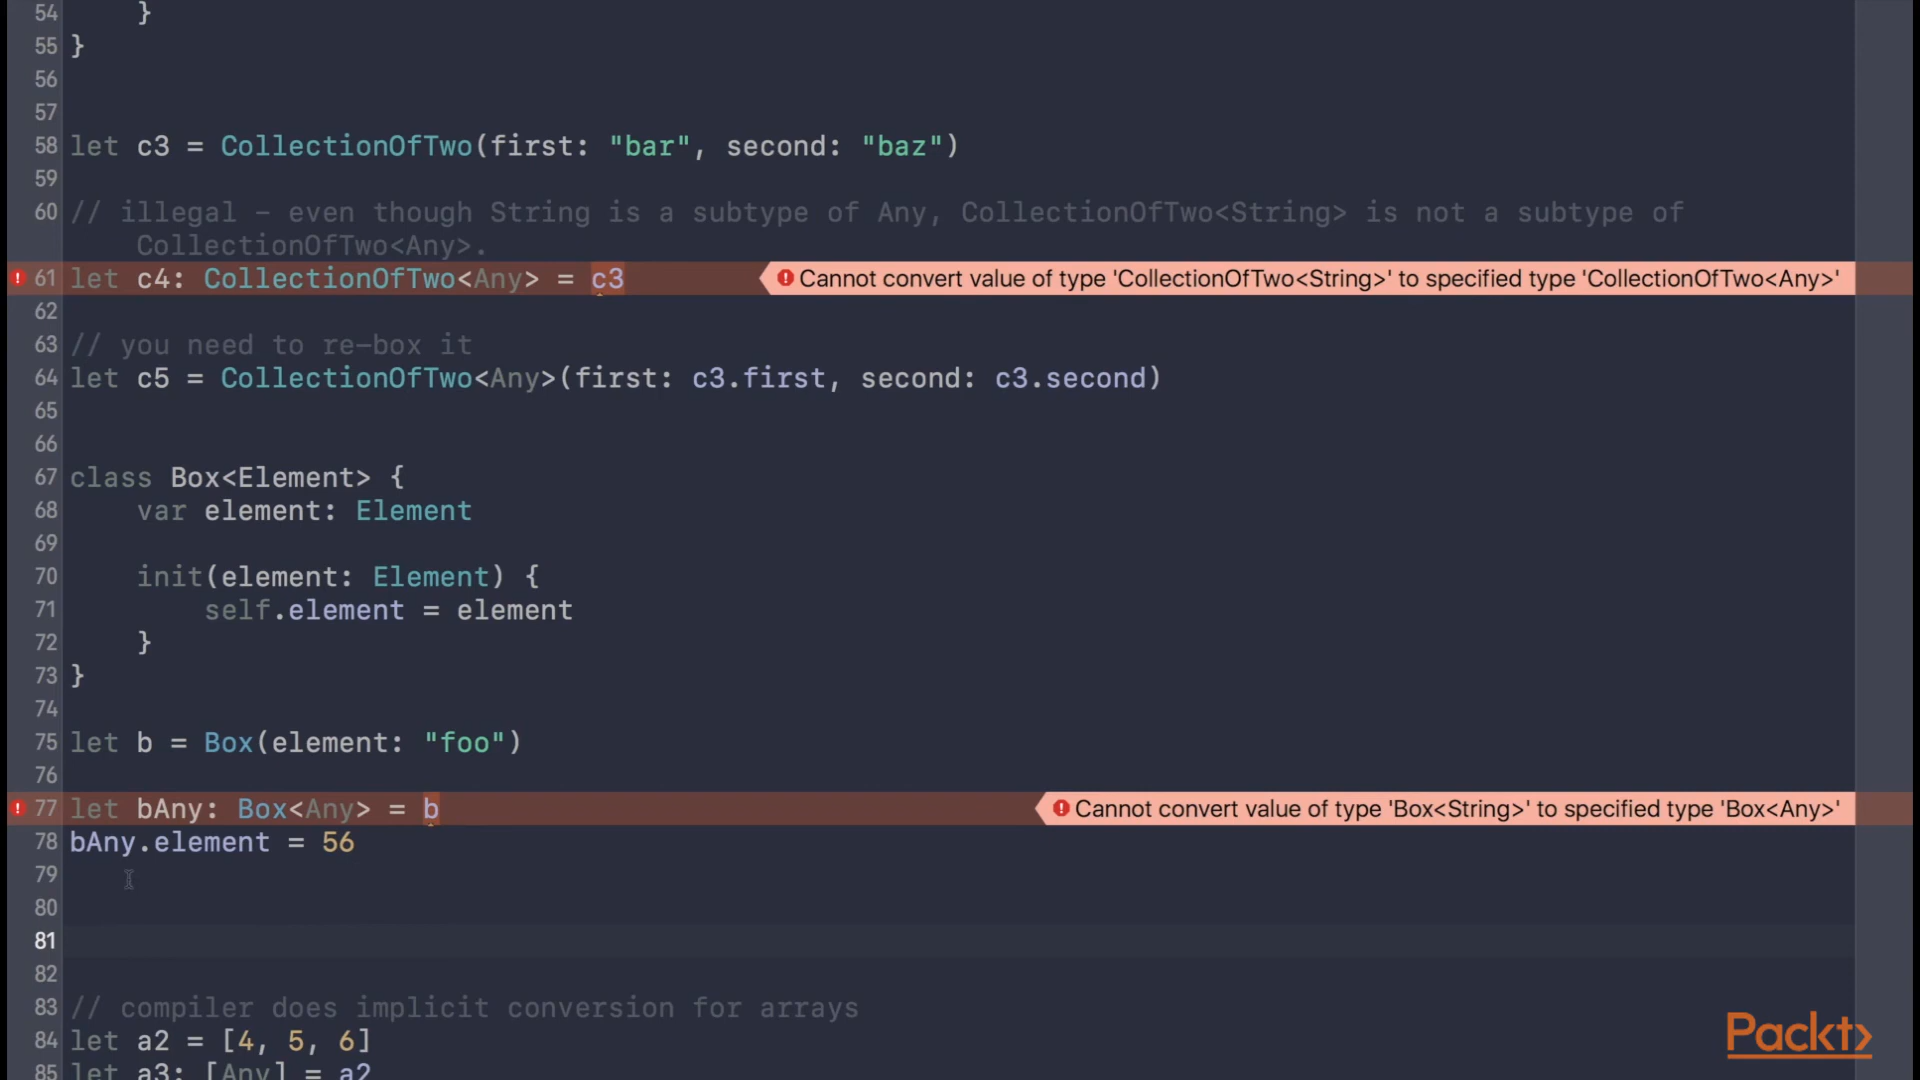 54 }
55 }
56
57
58 let c3 = CollectionOfTwo(first: "bar", second: "baz")
59
60 // illegal – even though String is a subtype of Any, CollectionOfTwo<String> is not a subtype of
CollectionOfTwo<Any>.
61 let c4: CollectionOfTwo<Any> = c3 Cannot convert value of type 'CollectionOfTwo<String>' to specified type 'CollectionOfTwo<Any>'
62
63 // you need to re-box it
64 let c5 = CollectionOfTwo<Any>(first: c3.first, second: c3.second)
65
66
67 class Box<Element> {
68 var element: Element
69
70 init(element: Element) {
71 self.element = element
72 }
73 }
74
75 let b = Box(element: "foo")
76
77 let bAny: Box<Any> = b Cannot convert value of type 'Box<String>' to specified type 'Box<Any>'
78 bAny.element = 56
79
80
81
82
83 // compiler does implicit conversion for arrays
84 let a2 = [4, 5, 6]
85 let a3: [Any] = a2
Packt>